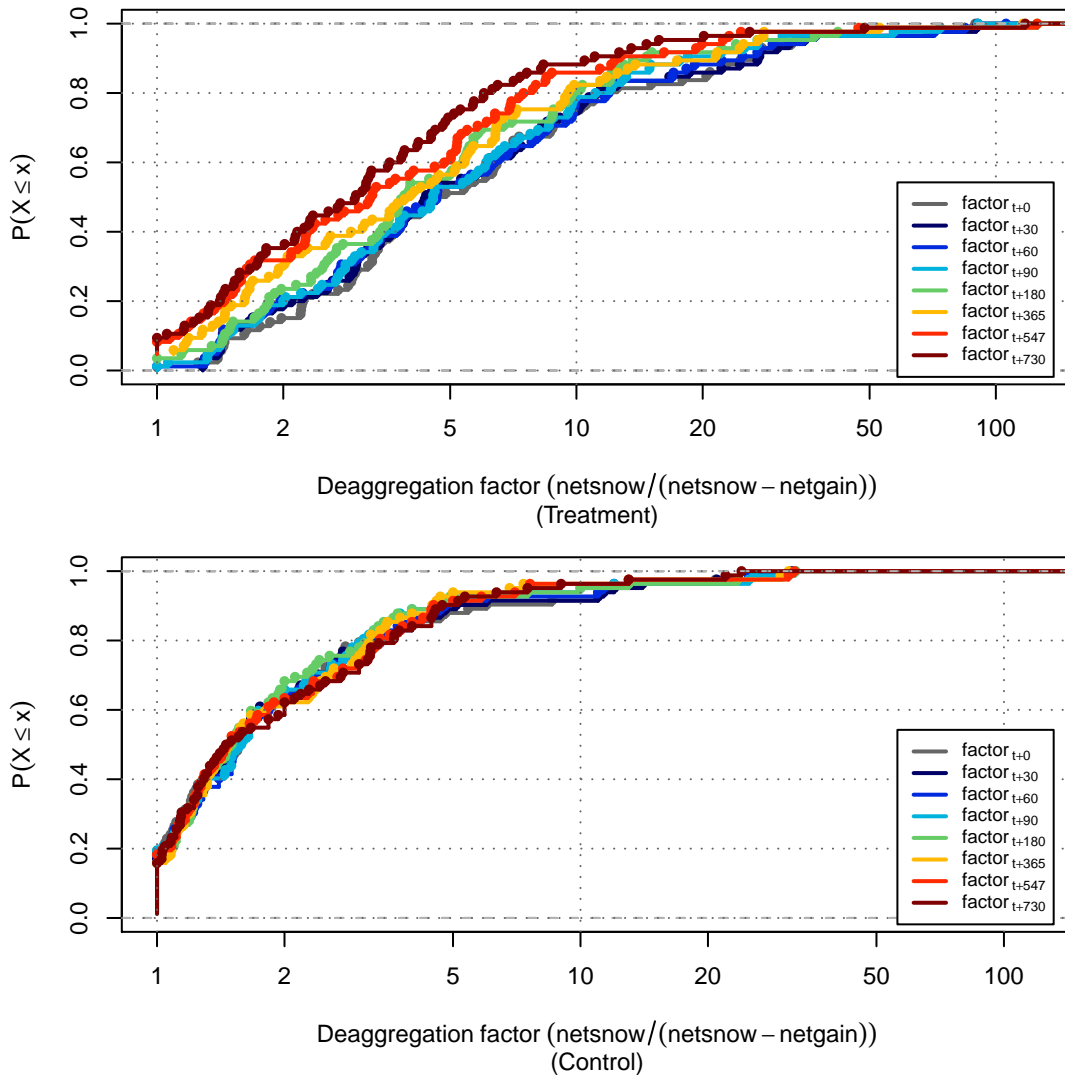 1.0
0.8
0.6
0.4
0.2
0.0
P(X ≤ x)
factor t+0
factor t+30
factor t+60
factor t+90
factor t+180
factor t+365
factor t+547
factor t+730
1 2 5 10 20 50 100
Deaggregation factor (netsnow/(netsnow − netgain))
(Treatment)
1.0
0.8
0.6
0.4
0.2
0.0
P(X ≤ x)
factor t+0
factor t+30
factor t+60
factor t+90
factor t+180
factor t+365
factor t+547
factor t+730
1 2 5 10 20 50 100
Deaggregation factor (netsnow/(netsnow − netgain))
(Control)